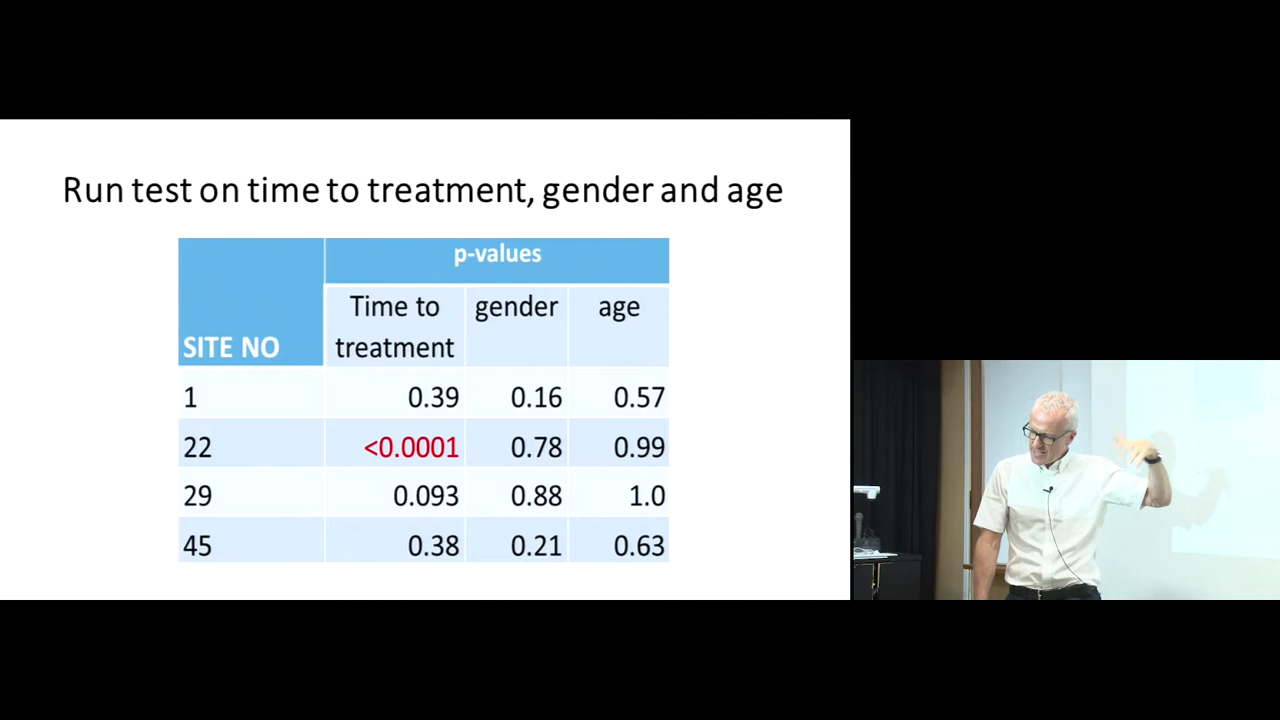 Run test on time to treatment, gender and age
p-values
SITE NO
Time to treatment
gender
age
1 0.39 0.16 0.57
22 <0.0001 0.78 0.99
29 0.093 0.88 1.0
45 0.38 0.21 0.63